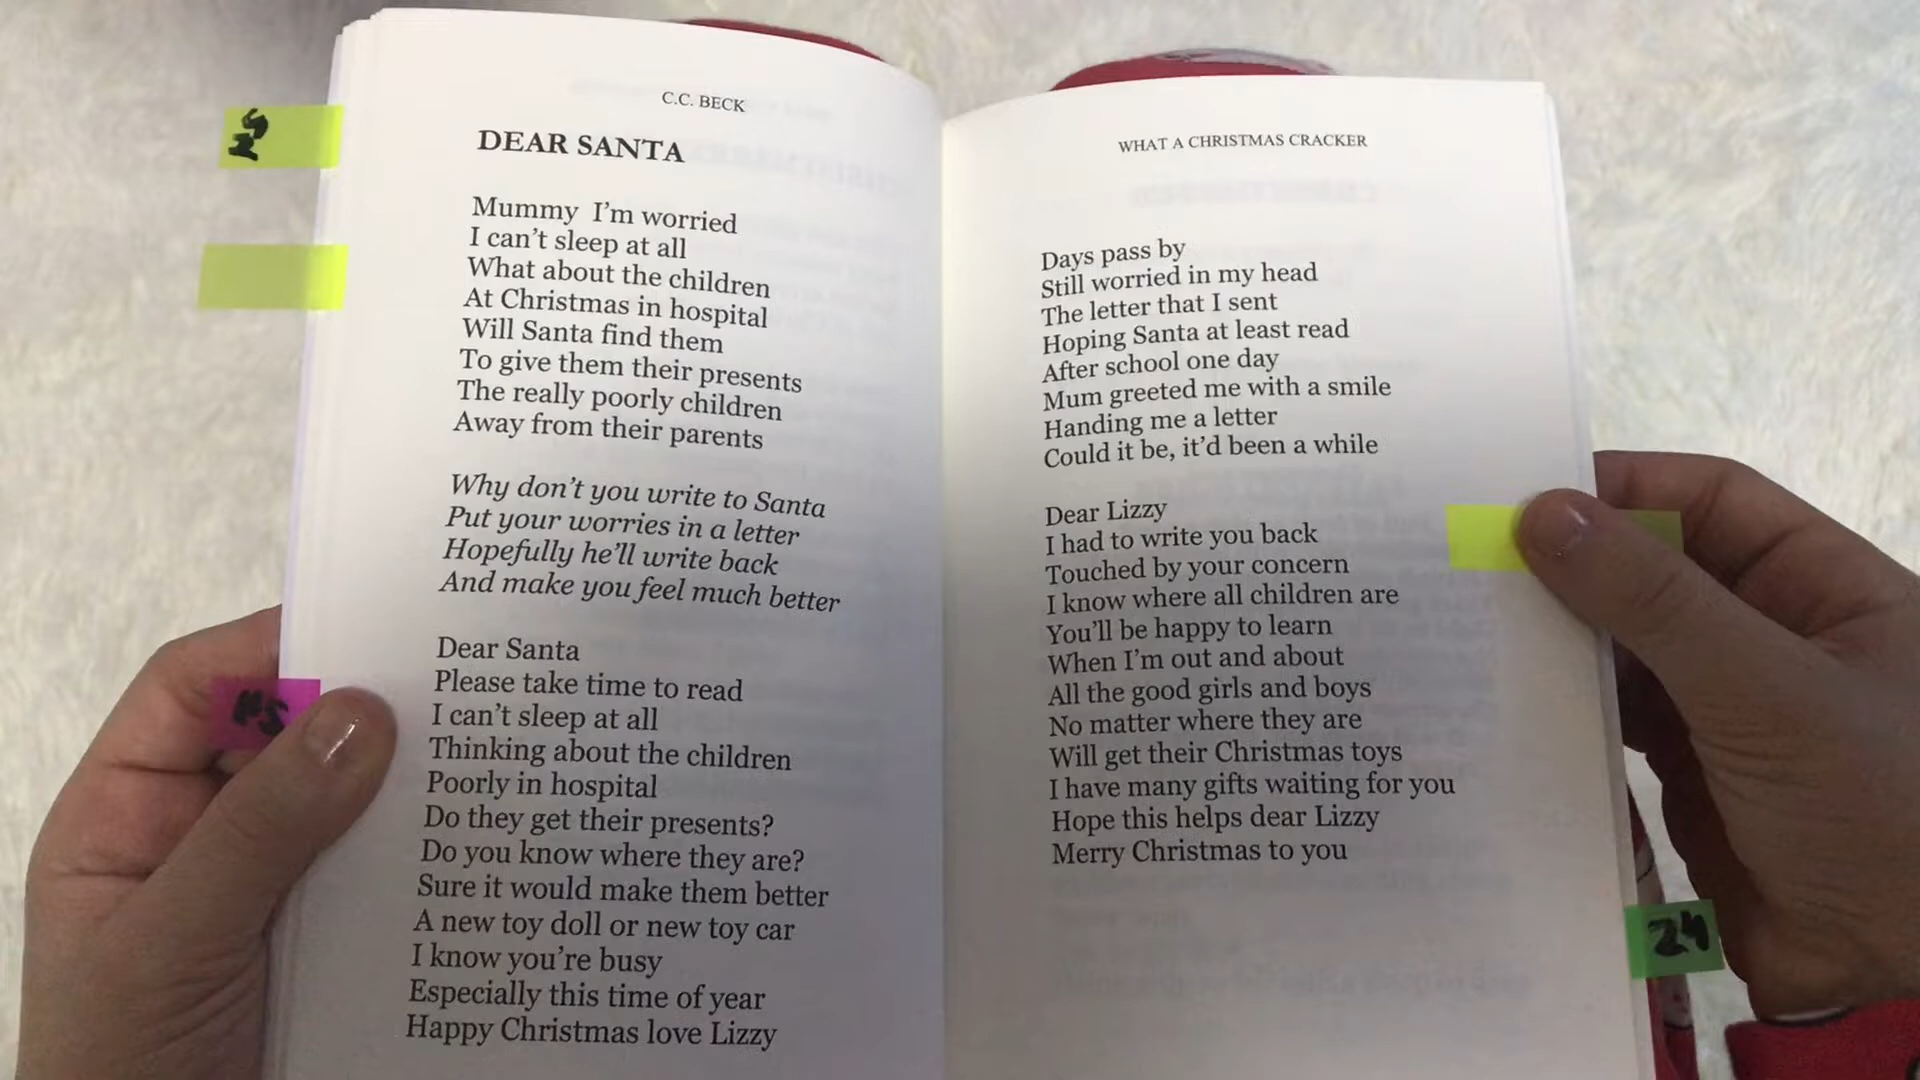 C.C. BECK
DEAR SANTA
Mummy I'm worried
I can't sleep at all
What about the children
At Christmas in hospital
Will Santa find them
To give them their presents
The really poorly children
Away from their parents
Why don't you write to Santa
Put your worries in a letter
Hopefully he'll write back
And make you feel much better
Dear Santa
Please take time to read
I can't sleep at all
Thinking about the children
Poorly in hospital
Do they get their presents?
Do you know where they are?
Sure it would make them better
A new toy doll or new toy car
I know you're busy
Especially this time of year
Happy Christmas love Lizzy
WHAT A CHRISTMAS CRACKER
Days pass by
Still worried in my head
The letter that I sent
Hoping Santa at least read
After school one day
Mum greeted me with a smile
Handing me a letter
Could it be, it'd been a while
Dear Lizzy
I had to write you back
Touched by your concern
I know where all children are
You'll be happy to learn
When I'm out and about
All the good girls and boys
No matter where they are
Will get their Christmas toys
I have many gifts waiting for you
Hope this helps dear Lizzy
Merry Christmas to you
24